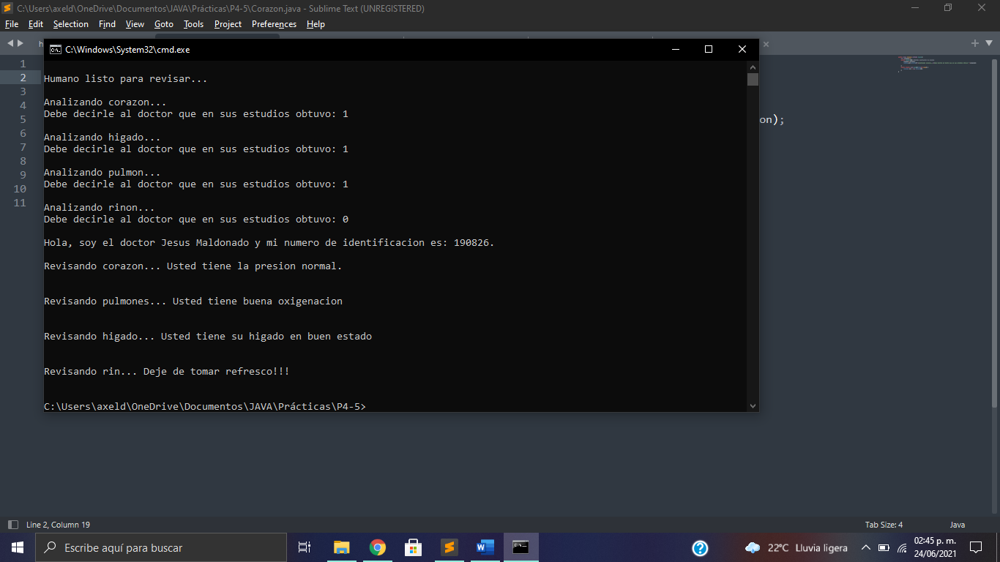 C:\Users\axeld\OneDrive\Documentos\JAVA\Prácticas\P4-5\Corazon.java - Sublime Text (UNREGISTERED)
File Edit Selection Find View Goto Tools Project Preferences Help
h
C:\Windows\System32\cmd.exe
1
2
3
4
5
6
7
8
9
10
11
on);
Humano listo para revisar...
Analizando corazon...
Debe decirle al doctor que en sus estudios obtuvo: 1
Analizando higado...
Debe decirle al doctor que en sus estudios obtuvo: 1
Analizando pulmon...
Debe decirle al doctor que en sus estudios obtuvo: 1
Analizando rinon...
Debe decirle al doctor que en sus estudios obtuvo: 0
Hola, soy el doctor Jesus Maldonado y mi numero de identificacion es: 190826.
Revisando corazon... Usted tiene la presion normal.
Revisando pulmones... Usted tiene buena oxigenacion
Revisando higado... Usted tiene su higado en buen estado
Revisando rin... Deje de tomar refresco!!!
C:\Users\axeld\OneDrive\Documentos\JAVA\Prácticas\P4-5>
Line 2, Column 19
Tab Size: 4
Java
Escribe aquí para buscar
22°C Lluvia ligera
02:45 p. m.
24/06/2021